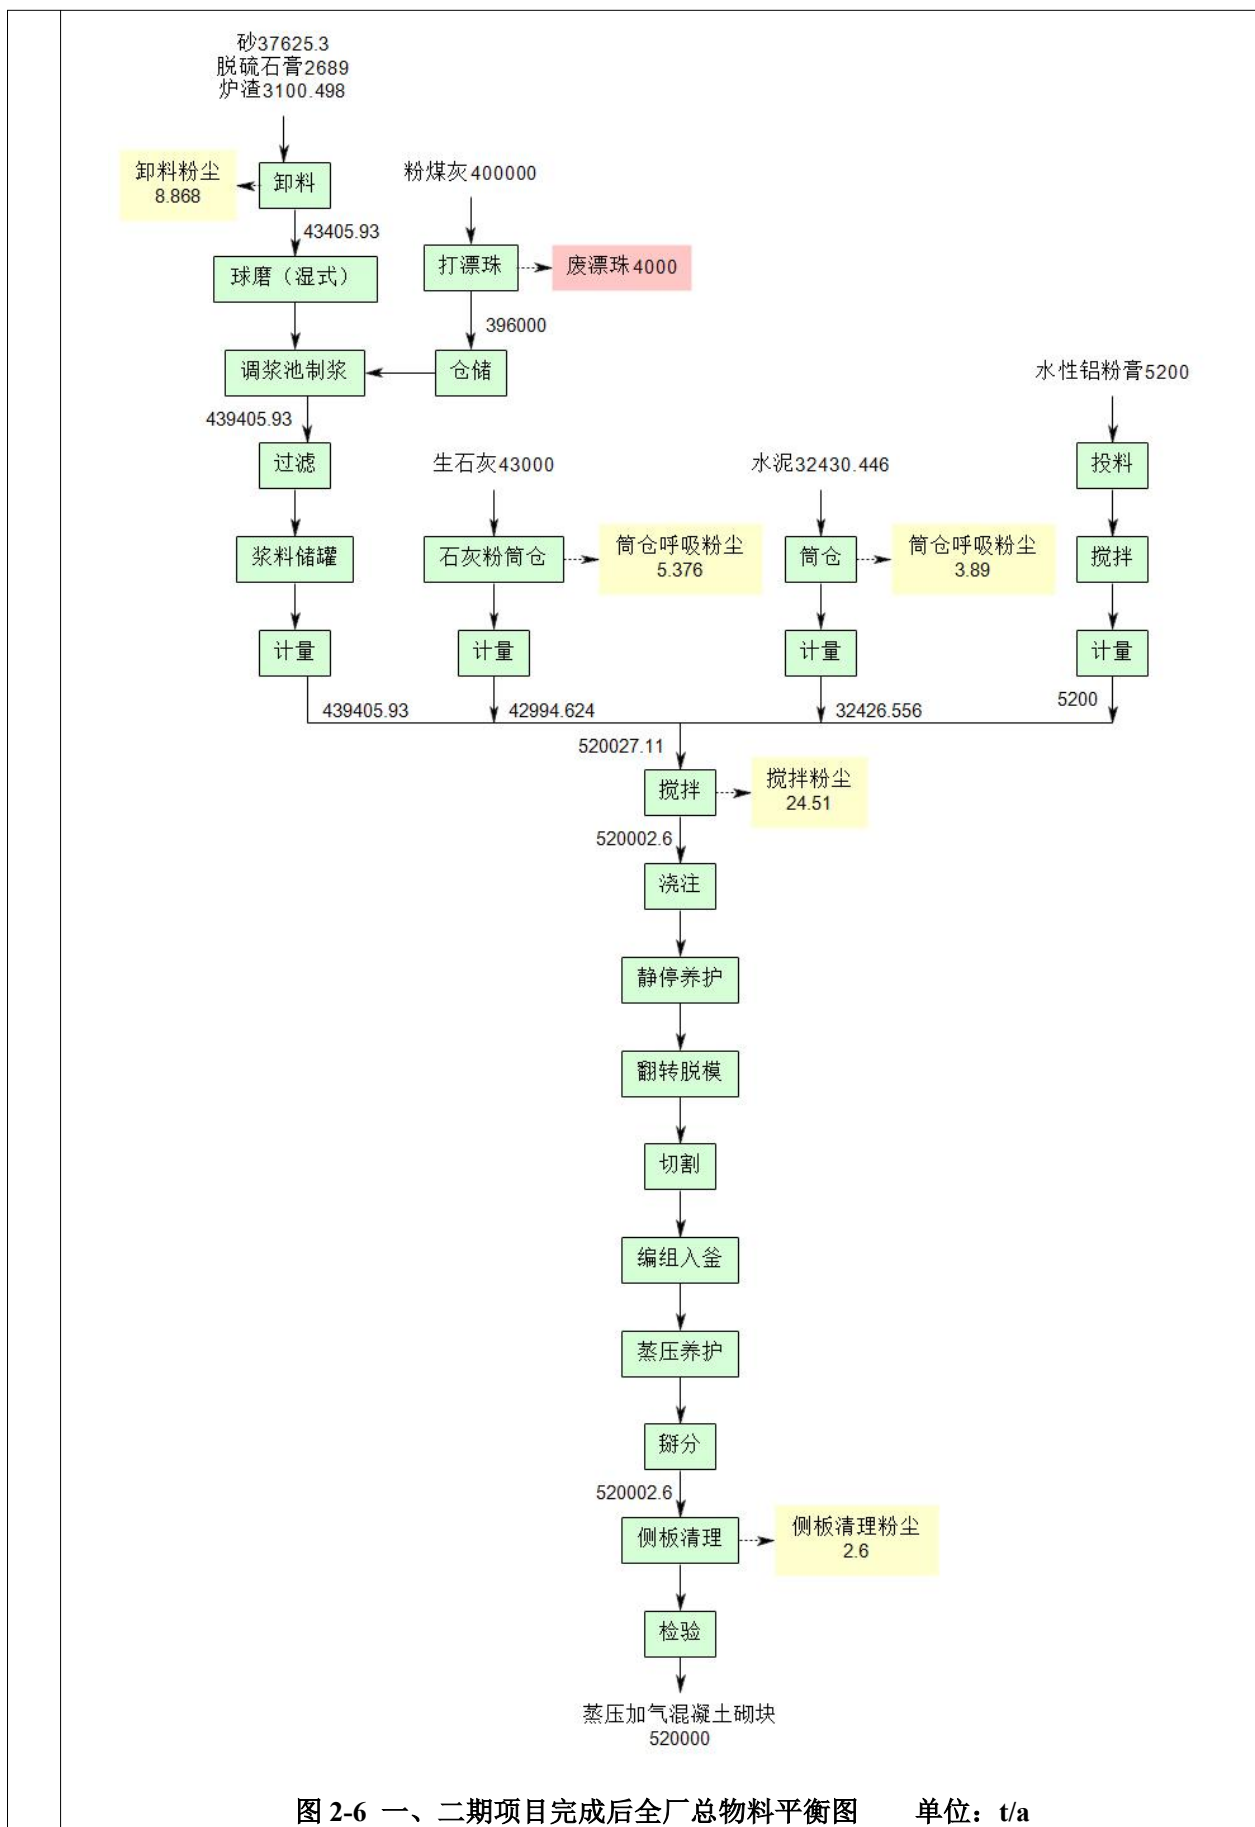 砂37625.3
脱硫石膏2689
炉渣3100.498
卸料粉尘
8.868
卸料
粉煤灰400000
43405.93
球磨（湿式）
打漂珠
废漂珠4000
396000
调浆池制浆
仓储
水性铝粉膏5200
439405.93
过滤
生石灰43000
水泥32430.446
投料
浆料储罐
石灰粉筒仓
筒仓呼吸粉尘
5.376
筒仓
筒仓呼吸粉尘
3.89
搅拌
计量
计量
计量
计量
439405.93
42994.624
32426.556
5200
520027.11
搅拌
搅拌粉尘
24.51
520002.6
浇注
静停养护
翻转脱模
切割
编组入釜
蒸压养护
掰分
520002.6
侧板清理
侧板清理粉尘
2.6
检验
蒸压加气混凝土砌块
520000
图 2-6 一、二期项目完成后全厂总物料平衡图 单位：t/a